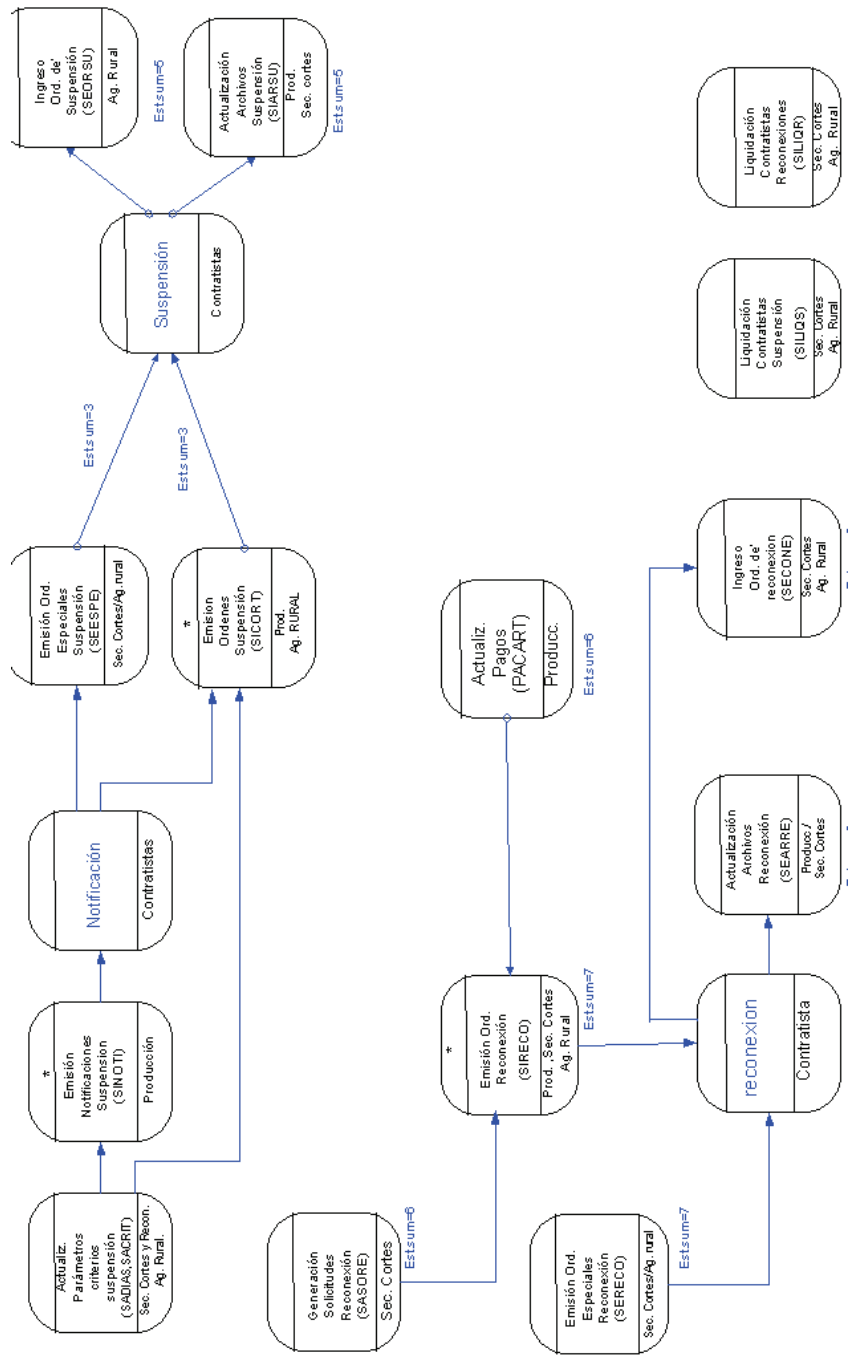 Ingreso
Ord. de'
Suspensión
(SEORSU)
Ag. Rural
Estsum=5
Actualización
Archivos
Suspensión
(SIARSU)
Prod.
Sec. cortes
Estsum=5
Suspensión
Contratistas
Estsum=3
Estsum=3
Emisión Ord.
Especiales
Suspensión
(SEESPE)
Sec. Cortes/Ag.rural
*
Emision
Ordenes
Suspensión
(SICORT)
Prod.
Ag. RURAL
Notificación
Contratistas
*
Emisión
Notificaciones
Suspension
(SINOTI)
Producción
Actualiz.
Parámetros
criterios
suspensión
(SADIAS,SACRIT)
Sec. Cortes y Recon.
Ag. Rural.
Actualiz.
Pagos
(PACART)
Producc.
Estsum=6
*
Emisión Ord.
Reconexión
(SIRECO)
Prod. ,Sec. Cortes
Ag. Rural
Estsum=7
Generación
Solicitudes
Reconexión
(SASORE)
Sec. Cortes
Estsum=6
Emisión Ord.
Especiales
Reconexión
(SERECO)
Sec. Cortes/Ag. rural
Estsum=7
reconexion
Contratista
Actualización
Archivos
Reconexión
(SEARRE)
Producc/
Sec. Cortes
Ingreso
Ord. de'
reconexion
(SECONE)
Sec. Cortes
Ag. Rural
Liquidación
Contratistas
Suspensión
(SILIQS)
Sec. Cortes
Ag. Rural
Liquidación
Contratistas
Reconexiones
(SILIQR)
Sec. Cortes
Ag. Rural